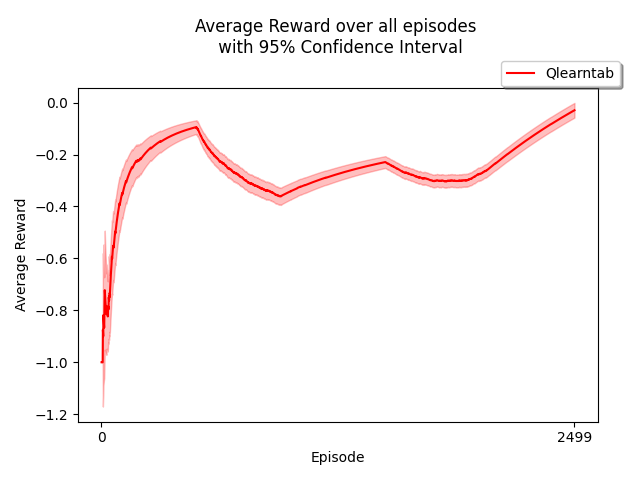 Average Reward over all episodes
with 95% Confidence Interval
Qlearntab
0.0
−0.2
−0.4
−0.6
−0.8
−1.0
−1.2
Average Reward
0
2499
Episode